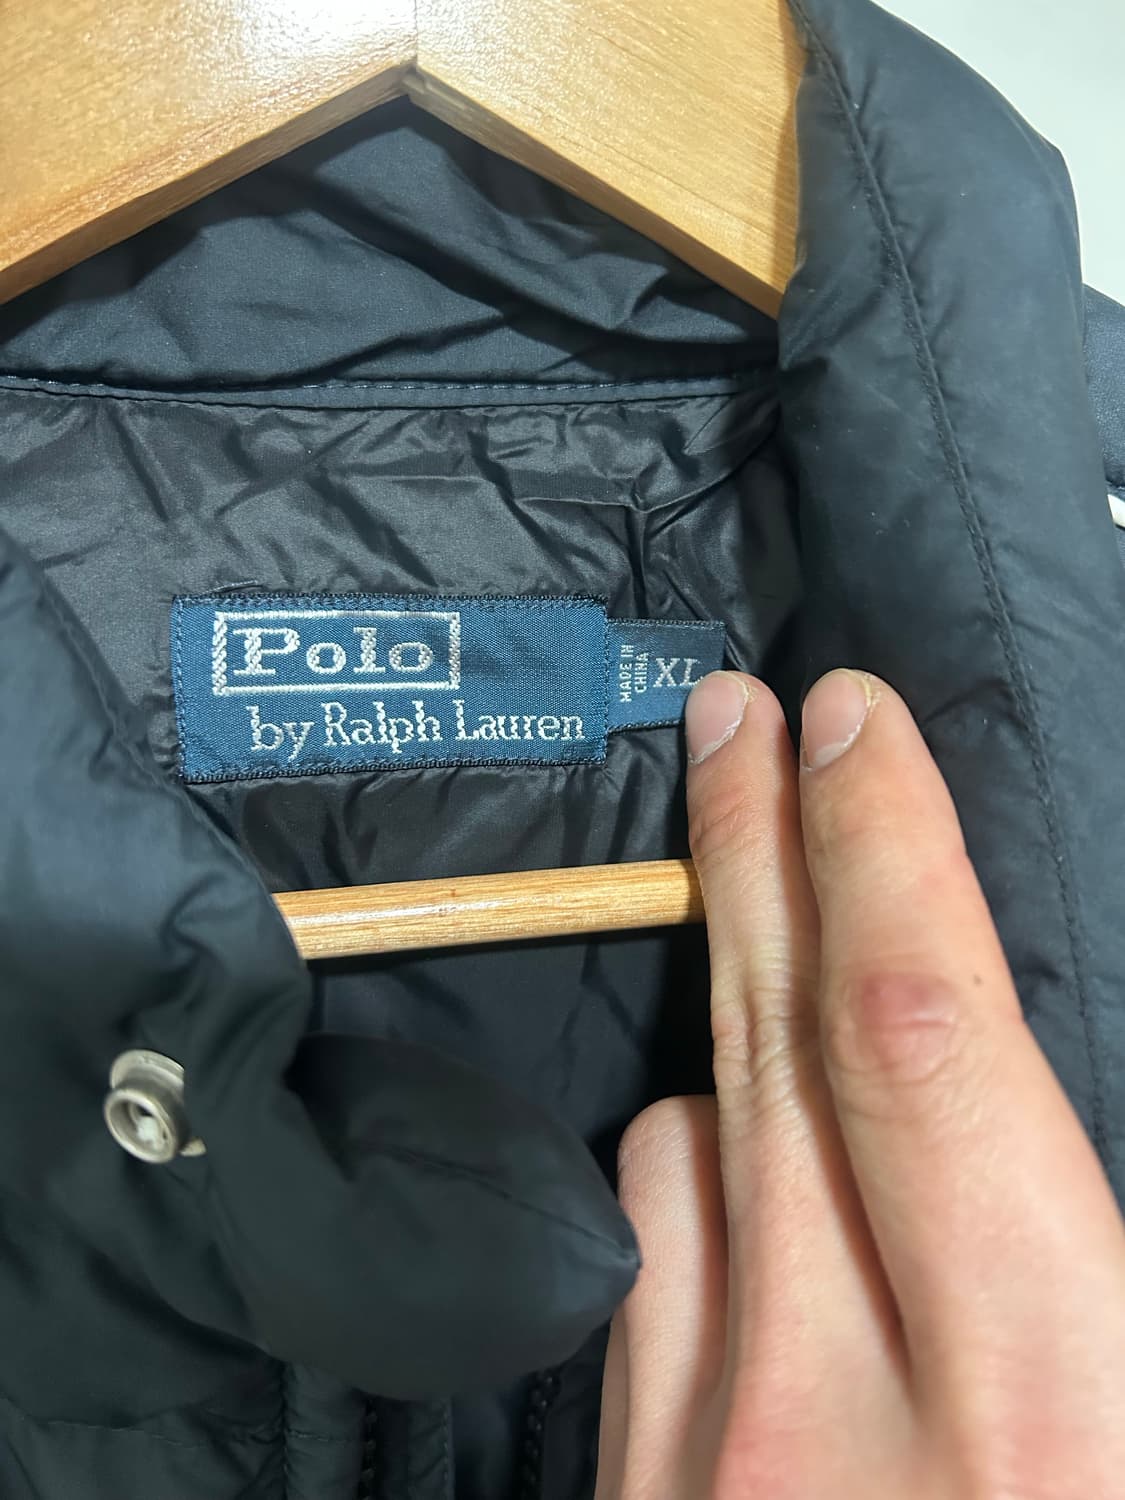 Polo
by Ralph Lauren
MADE IN
CHINA
XL